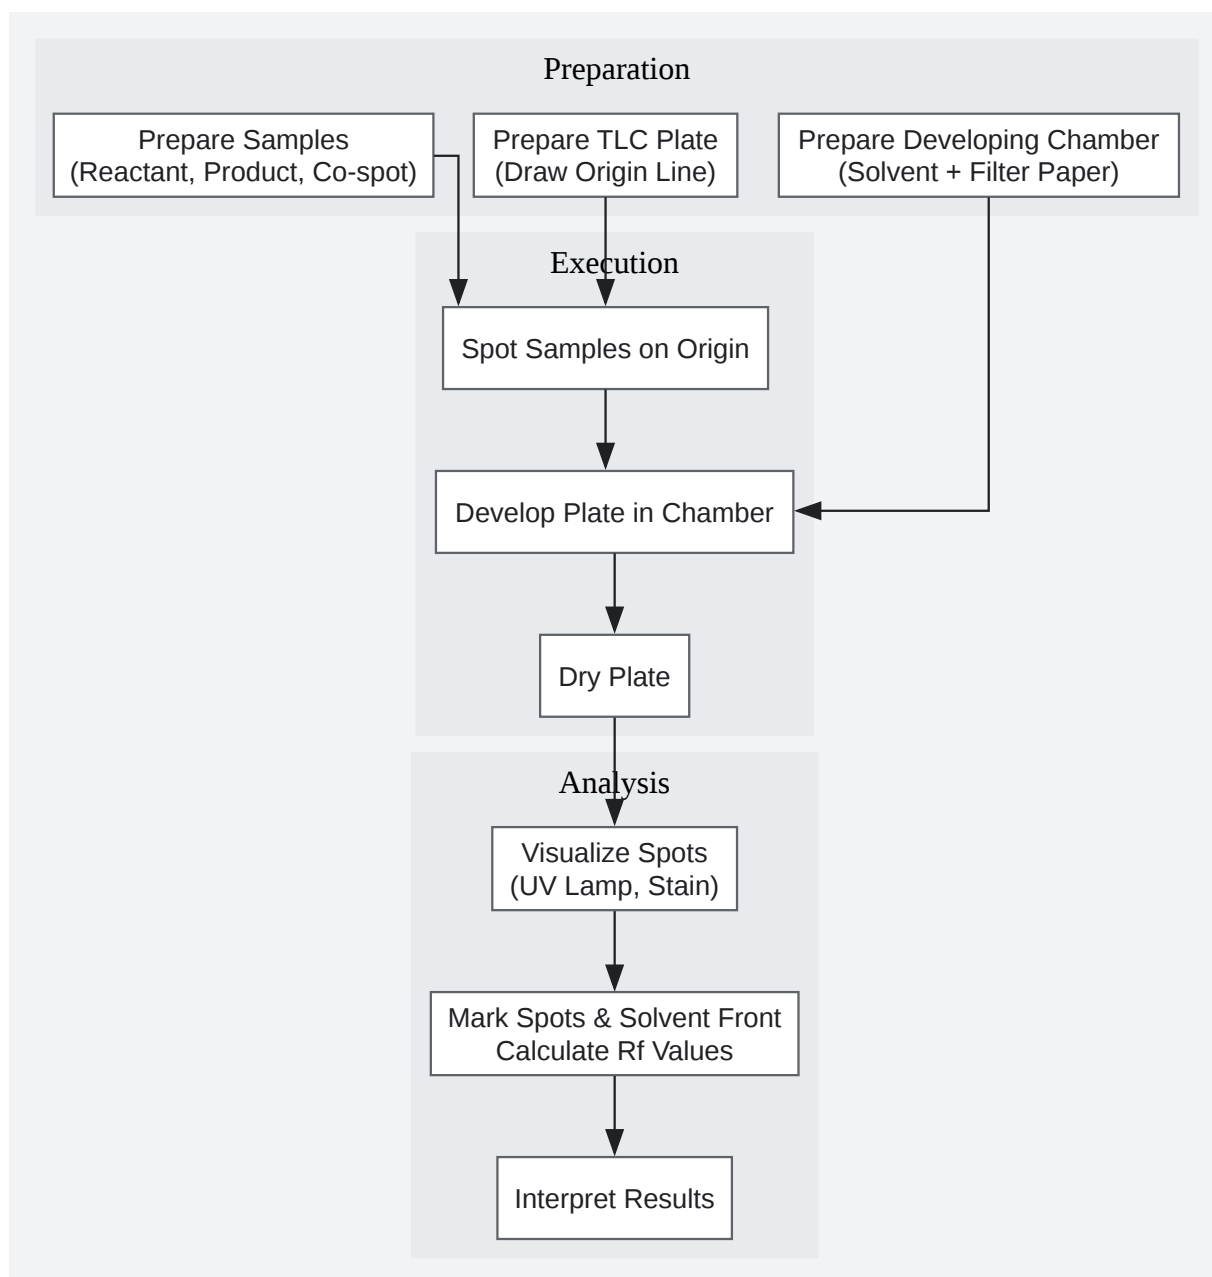 Preparation
Prepare Samples
(Reactant, Product, Co-spot)
Prepare TLC Plate
(Draw Origin Line)
Prepare Developing Chamber
(Solvent + Filter Paper)
Execution
Spot Samples on Origin
Develop Plate in Chamber
Dry Plate
Analysis
Visualize Spots
(UV Lamp, Stain)
Mark Spots & Solvent Front
Calculate Rf Values
Interpret Results